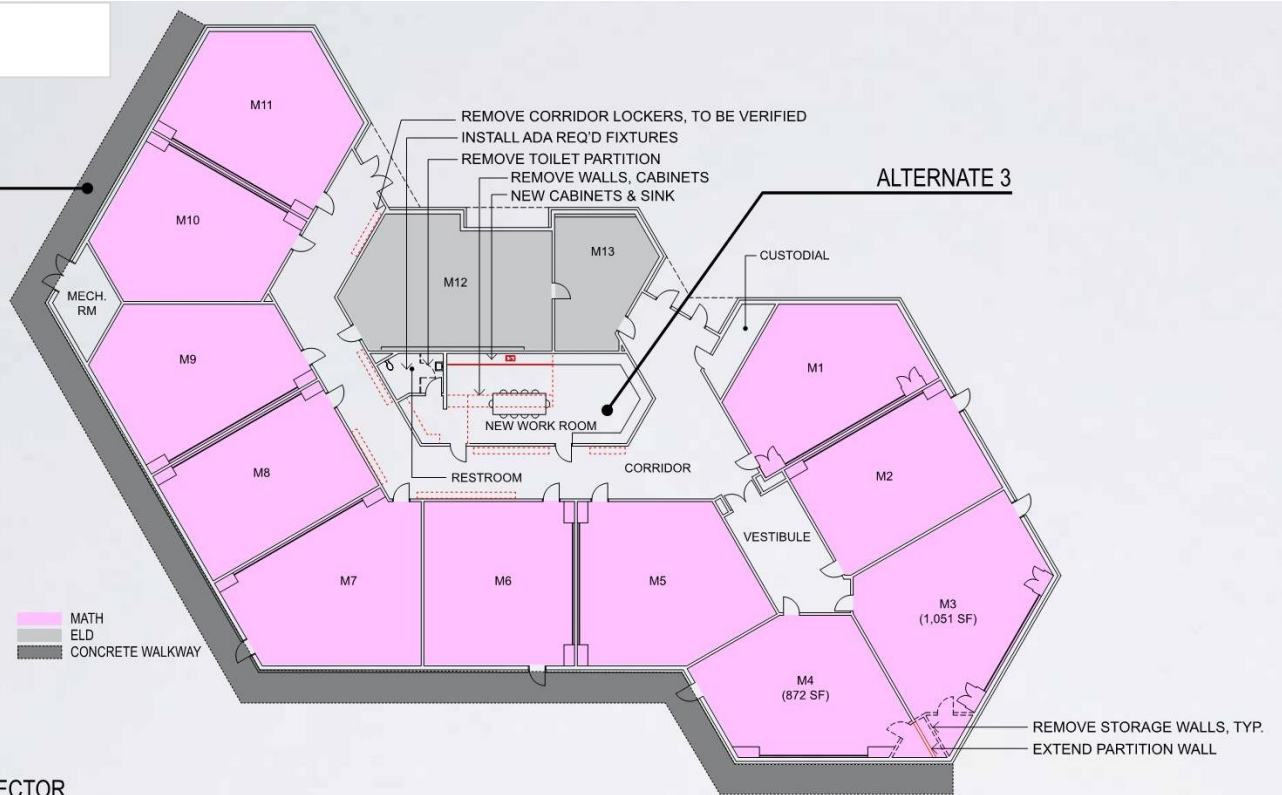 M11
REMOVE CORRIDOR LOCKERS, TO BE VERIFIED
INSTALL ADA REQ'D FIXTURES
REMOVE TOILET PARTITION
REMOVE WALLS, CABINETS
NEW CABINETS & SINK
ALTERNATE 3
M10
M12
M13
CUSTODIAL
MECH.
RM
M9
M1
NEW WORK ROOM
M8
RESTROOM
CORRIDOR
M2
VESTIBULE
M7
M6
M5
M3
(1,051 SF)
MATH
ELD
CONCRETE WALKWAY
M4
(872 SF)
REMOVE STORAGE WALLS, TYP.
EXTEND PARTITION WALL